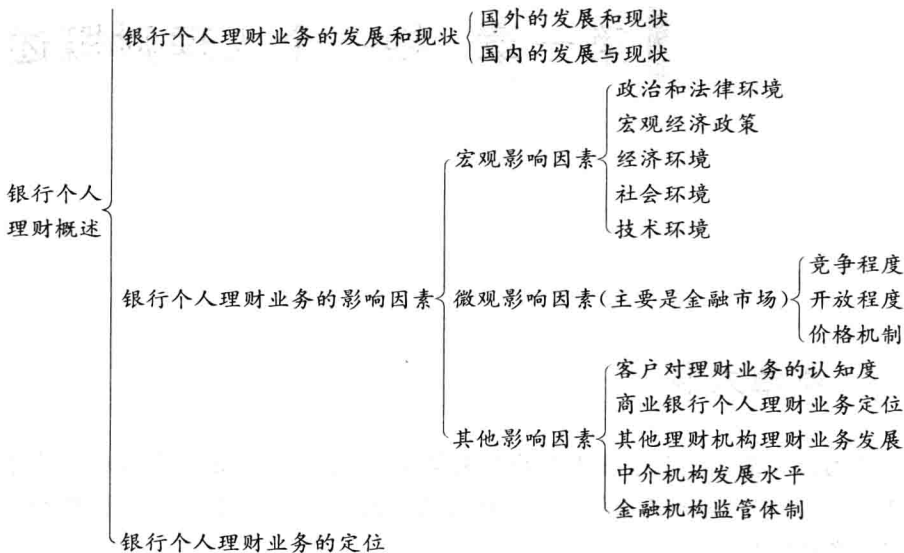 银行个人理财业务的发展和现状
国外的发展和现状
国内的发展与现状
政治和法律环境
宏观经济政策
宏观影响因素
经济环境
社会环境
技术环境
银行个人
理财概述
银行个人理财业务的影响因素
微观影响因素(主要是金融市场)
竞争程度
开放程度
价格机制
客户对理财业务的认知度
商业银行个人理财业务定位
其他影响因素
其他理财机构理财业务发展
中介机构发展水平
金融机构监管体制
银行个人理财业务的定位